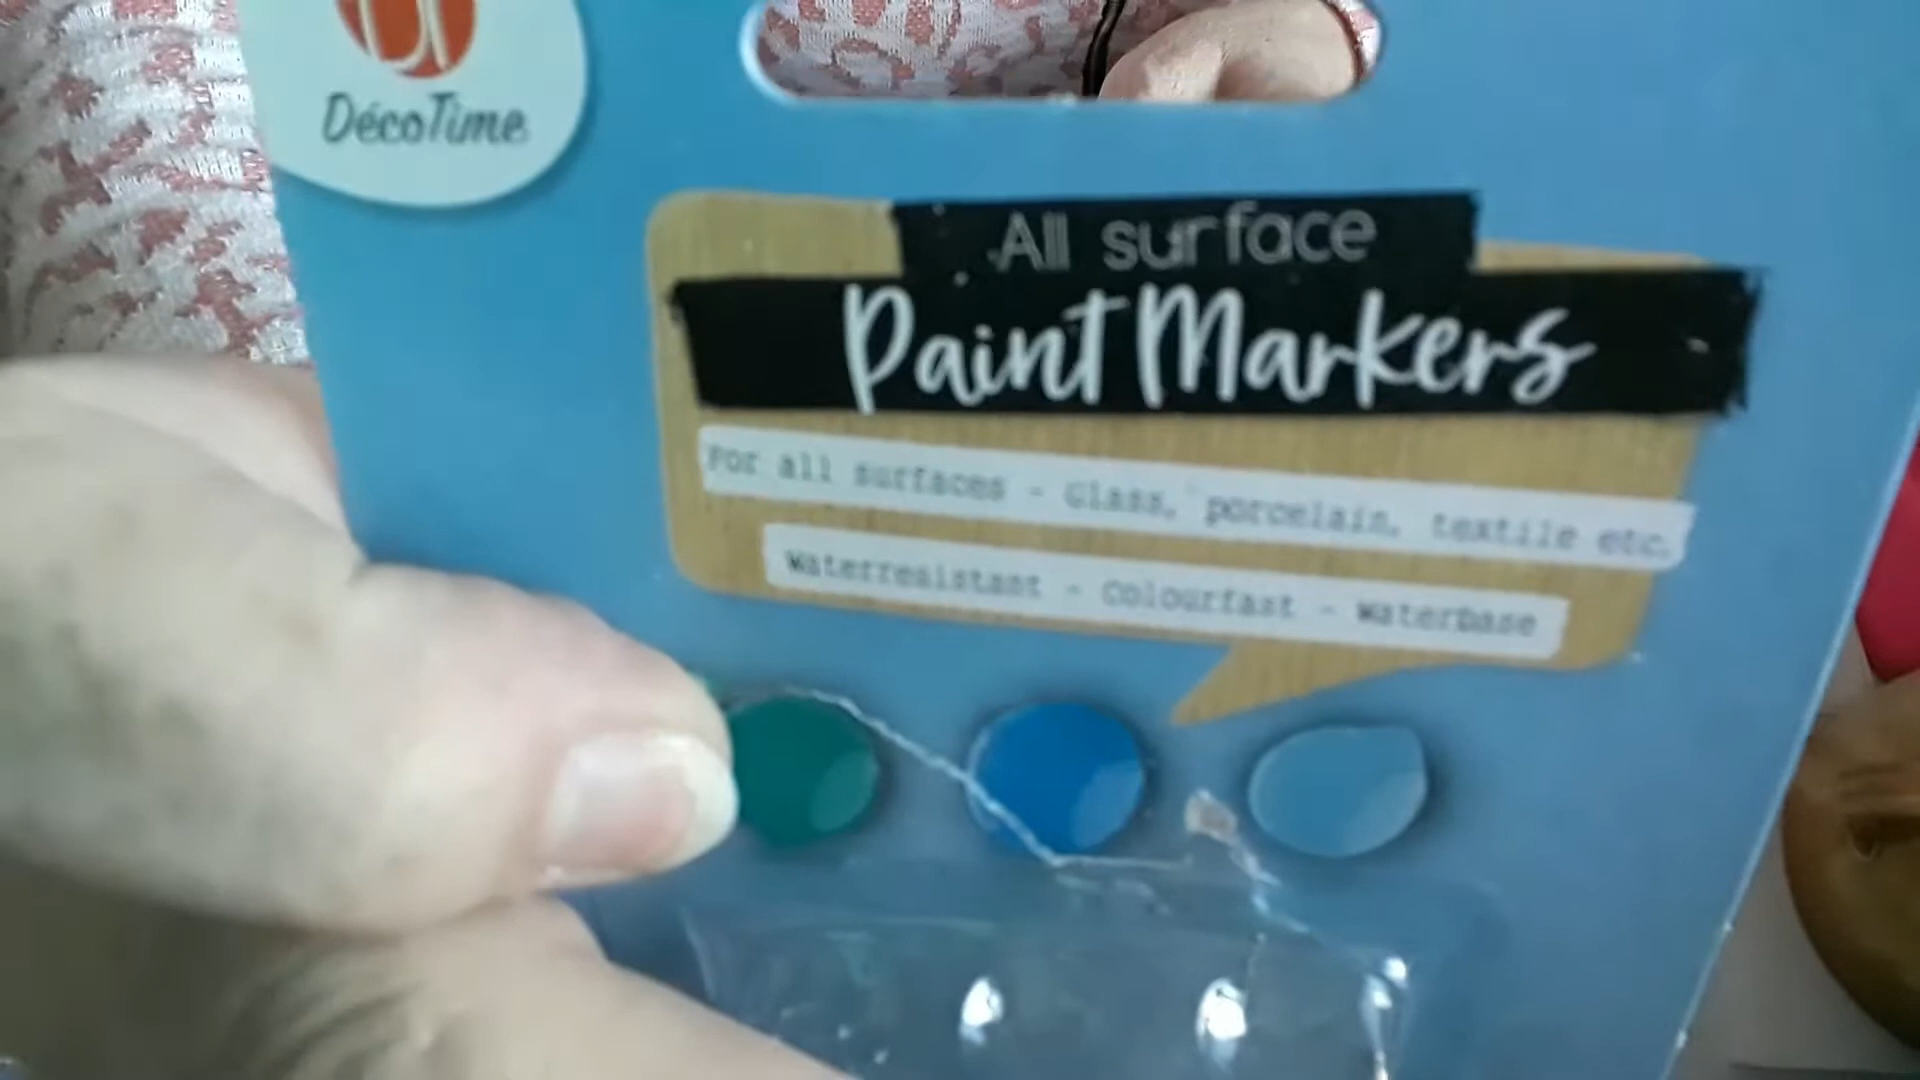 DécoTime
All surface
Paint Markers
For all surfaces - Glass, porcelain, textile etc.
Waterresistant - Colourfast - Waterbase